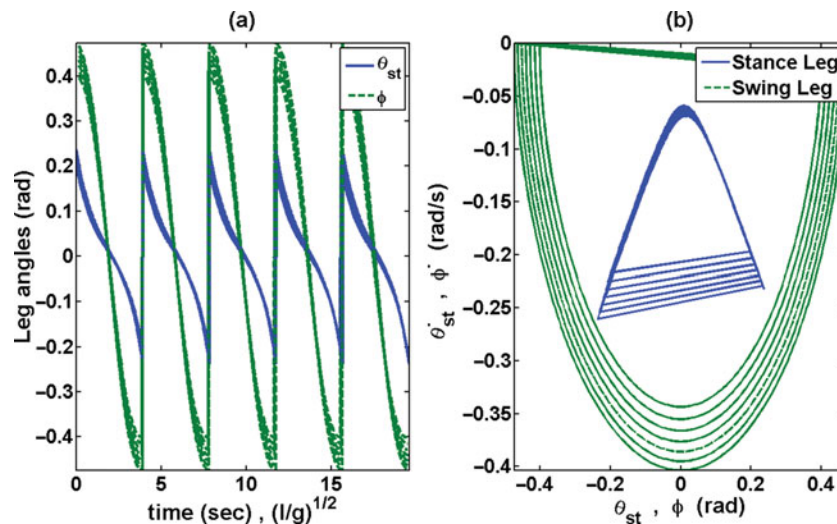 (a)
0.4
0.3
0.2
0.1
0
−0.1
−0.2
−0.3
−0.4
Leg angles (rad)
θst
ϕ
0 5 10 15
time (sec) , (l/g)^1/2
(b)
0
−0.05
−0.1
−0.15
−0.2
−0.25
−0.3
−0.35
−0.4
θ̇st , ϕ̇ (rad/s)
Stance Leg
Swing Leg
−0.4 −0.2 0 0.2 0.4
θst , ϕ (rad)